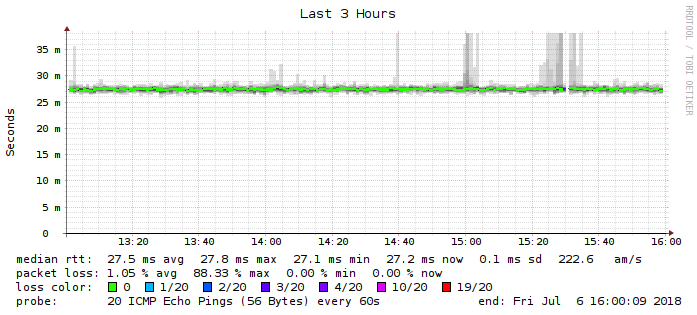 Last 3 Hours
RRDTOOL / TOBI OETIKER
Seconds
35 m
30 m
25 m
20 m
15 m
10 m
5 m
0
13:20 13:40 14:00 14:20 14:40 15:00 15:20 15:40 16:00
median rtt: 27.5 ms avg 27.8 ms max 27.1 ms min 27.2 ms now 0.1 ms sd 222.6 am/s
packet loss: 1.05 % avg 88.33 % max 0.00 % min 0.00 % now
loss color: 0 1/20 2/20 3/20 4/20 10/20 19/20
probe: 20 ICMP Echo Pings (56 Bytes) every 60s end: Fri Jul 6 16:00:09 2018